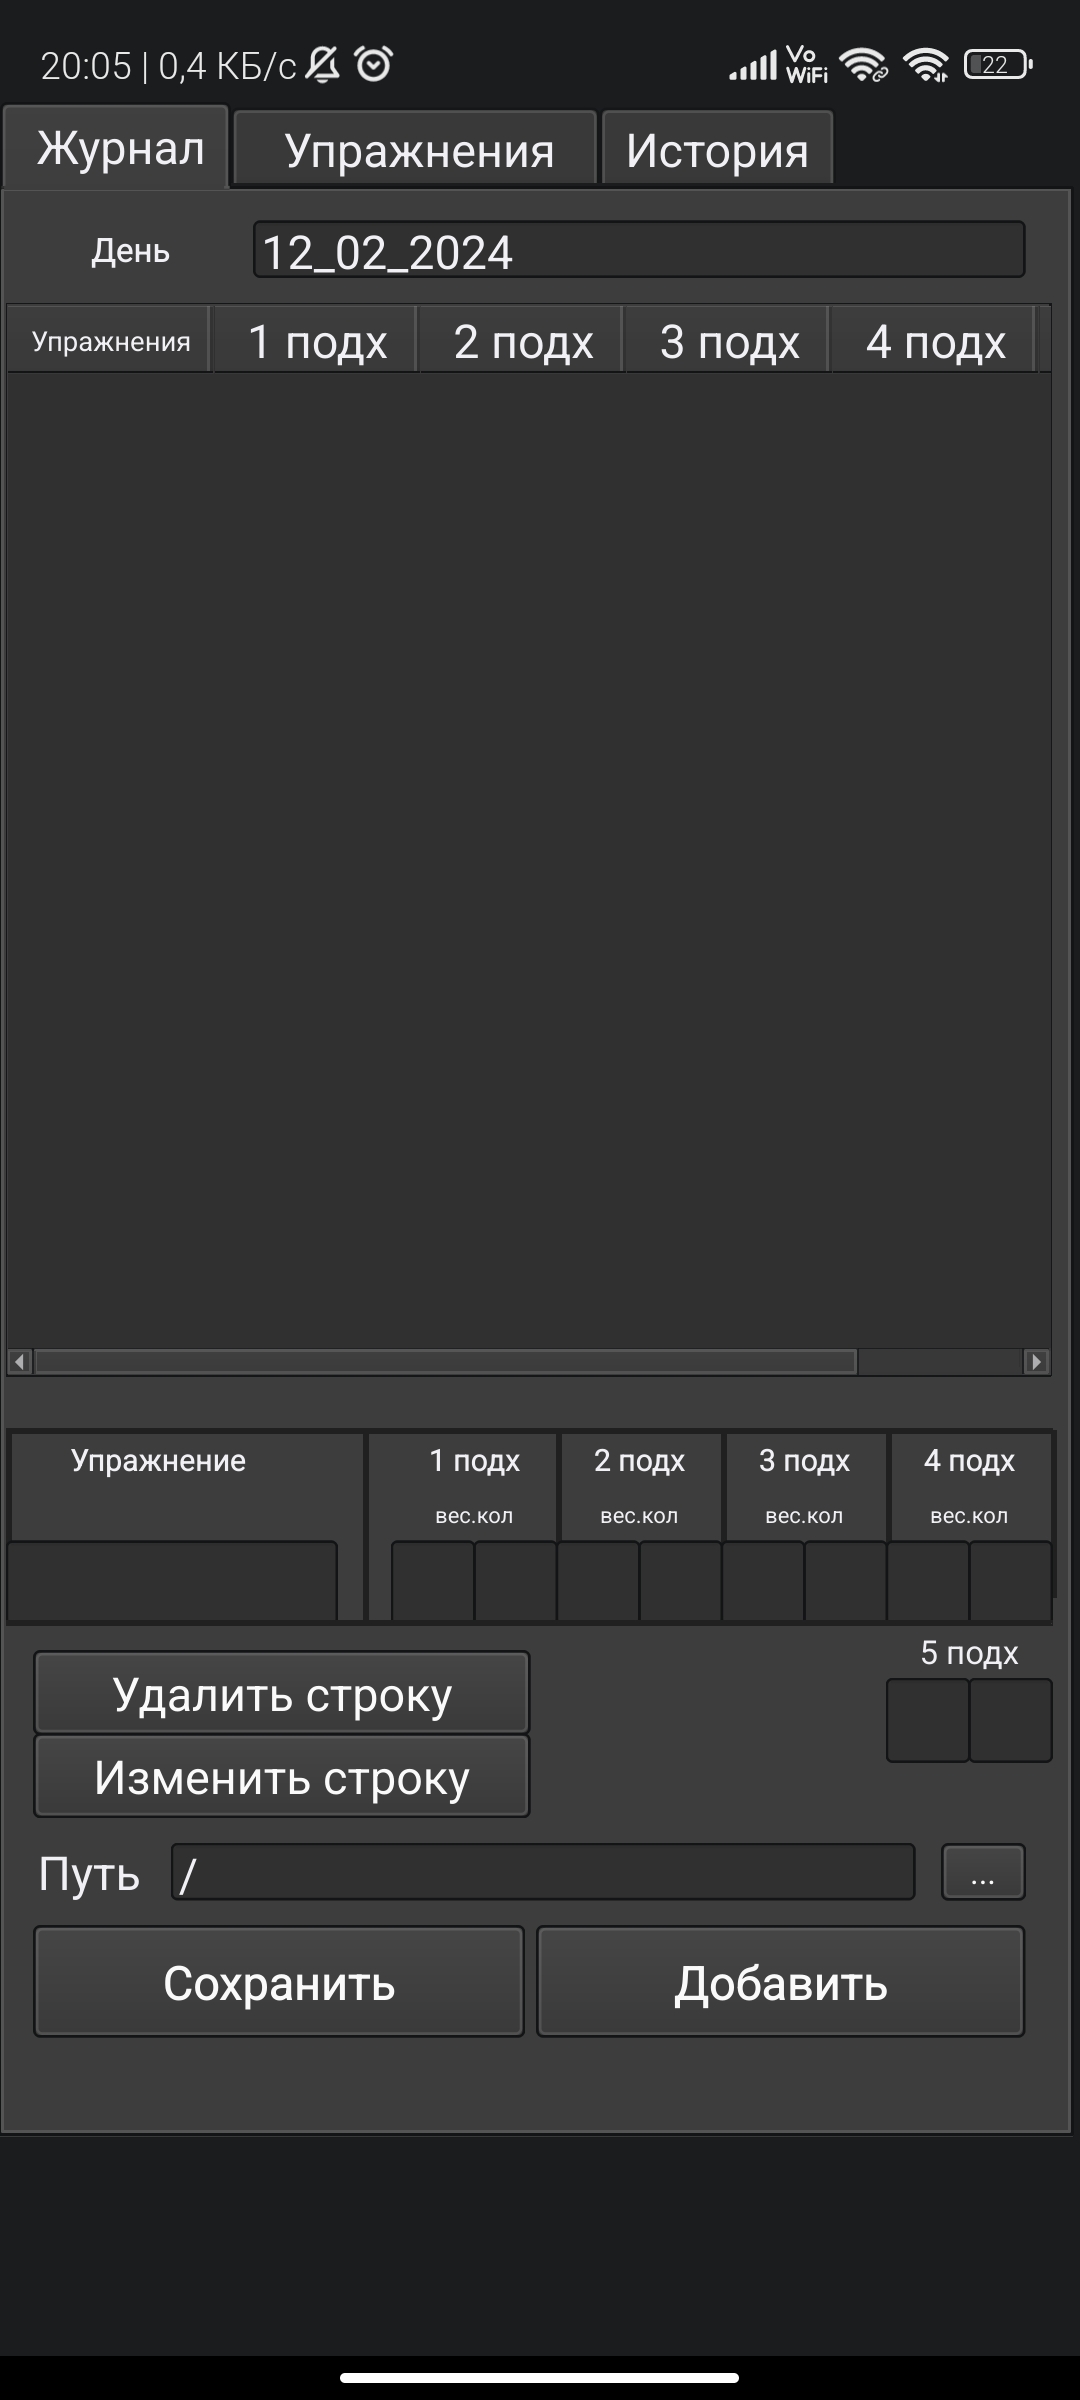 20:05 | 0,4 КБ/с Vo WiFi 22
Журнал Упражнения История
День 12_02_2024
Упражнения 1 подх 2 подх 3 подх 4 подх
Упражнение 1 подх 2 подх 3 подх 4 подх
вес.кол вес.кол вес.кол вес.кол
5 подх
Удалить строку
Изменить строку
Путь / ...
Сохранить Добавить